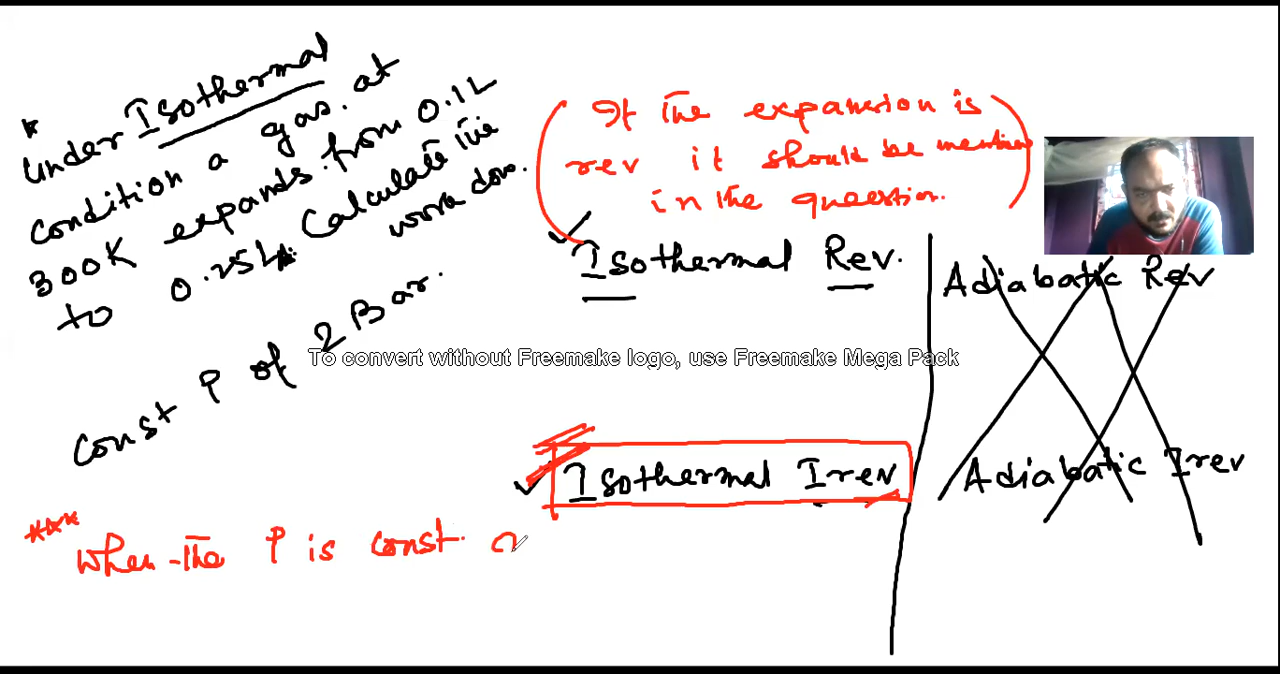 *
Under Isothermal
condition a gas. at
300K expands from 0.1L
to 0.25L. Calculate the
work done.
const P of 2 Bar.
If the expansion is
rev it should be mention
in the question.
Isothermal Rev.
Adiabatic Rev
To convert without Freemake logo, use Freemake Mega Pack
Isothermal Irev
Adiabatic Irev
***
When the P is const.